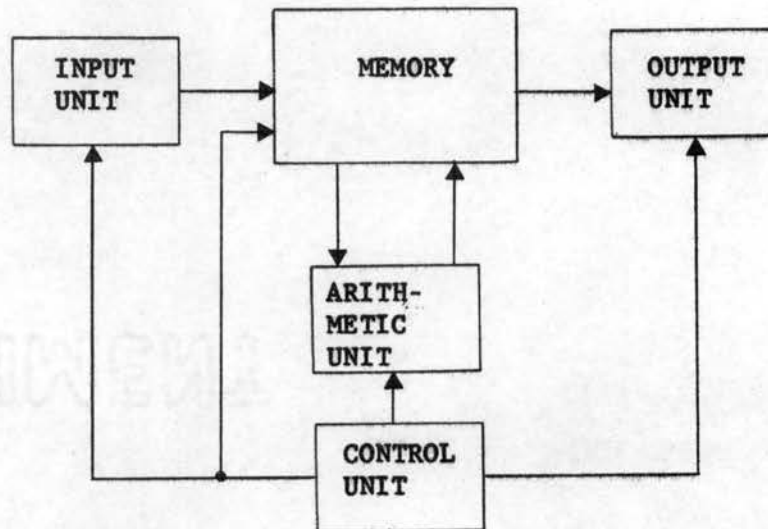 INPUT
UNIT
MEMORY
OUTPUT
UNIT
ARITH-
METIC
UNIT
CONTROL
UNIT